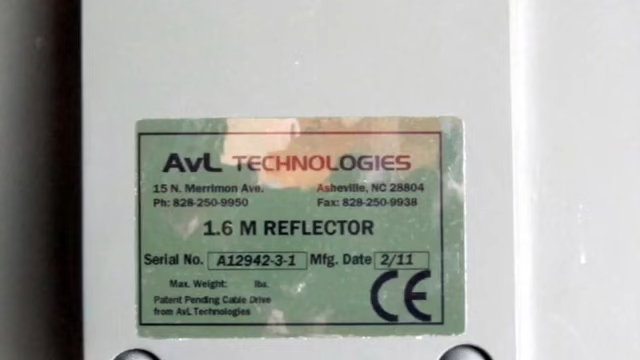 AvL TECHNOLOGIES
15 N. Merrimon Ave. Asheville, NC 28804
Ph: 828-250-9950 Fax: 828-250-9938
1.6 M REFLECTOR
Serial No. A12942-3-1 Mfg. Date 2/11
Max. Weight: lbs.
Patent Pending Cable Drive
from AvL Technologies
CE